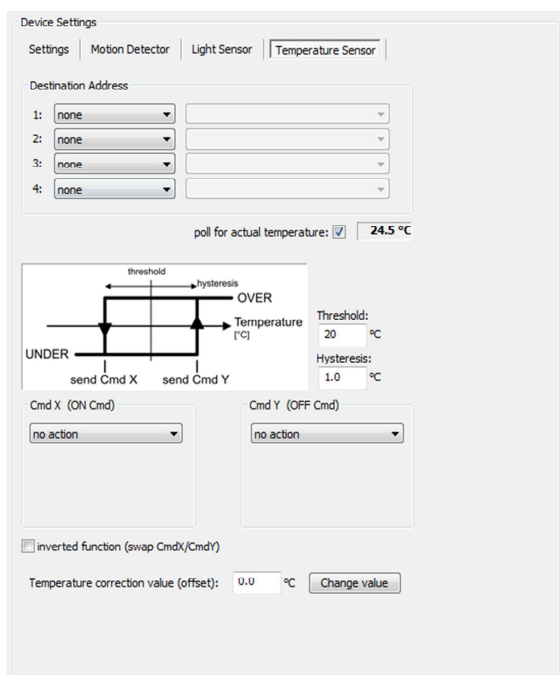 Device Settings
Settings Motion Detector Light Sensor Temperature Sensor
Destination Address
1: none
2: none
3: none
4: none
poll for actual temperature: 24.5 °C
threshold
hysteresis
OVER
Temperature
[°C]
UNDER
send Cmd X send Cmd Y
Threshold:
20 °C
Hysteresis:
1.0 °C
Cmd X (ON Cmd) Cmd Y (OFF Cmd)
no action no action
inverted function (swap CmdX/CmdY)
Temperature correction value (offset): 0.0 °C Change value